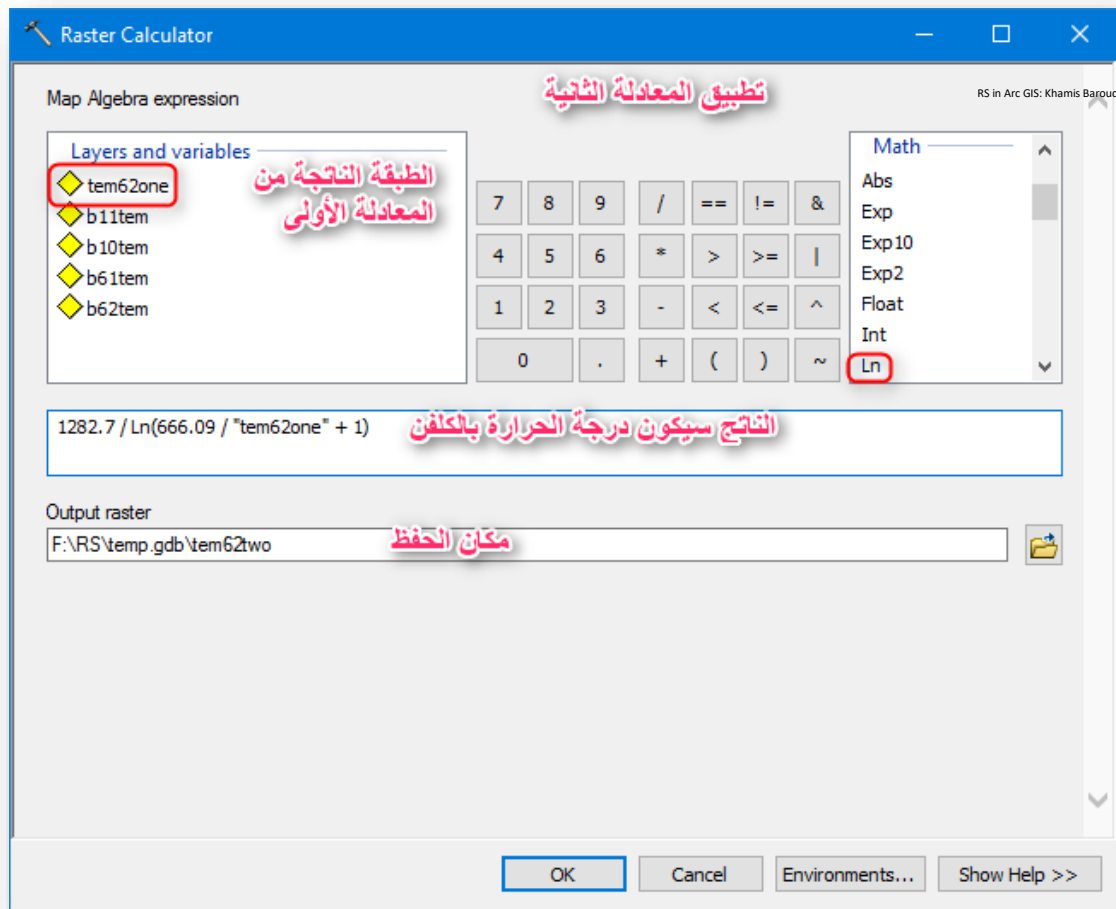 Raster Calculator
Map Algebra expression
تطبيق المعادلة الثانية
RS in Arc GIS: Khamis Barouc
Layers and variables
tem62one
b11tem
b10tem
b61tem
b62tem
الطبقة الناتجة من
المعادلة الأولى
7 8 9 / == != &
4 5 6 * > >= |
1 2 3 - < <= ^
0 . + ( ) ~
Math
Abs
Exp
Exp10
Exp2
Float
Int
Ln
1282.7 / Ln(666.09 / "tem62one" + 1)
الناتج سيكون درجة الحرارة بالكلفن
Output raster
F:\RS\temp.gdb\tem62two
مكان الحفظ
OK
Cancel
Environments...
Show Help >>